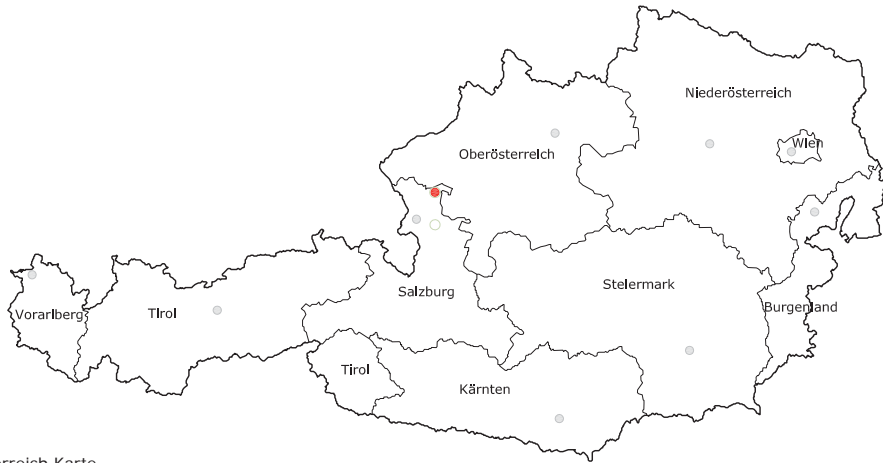 Niederösterreich
Wien
Oberösterreich
Steiermark
Salzburg
Burgenland
Vorarlberg
Tirol
Tirol
Kärnten